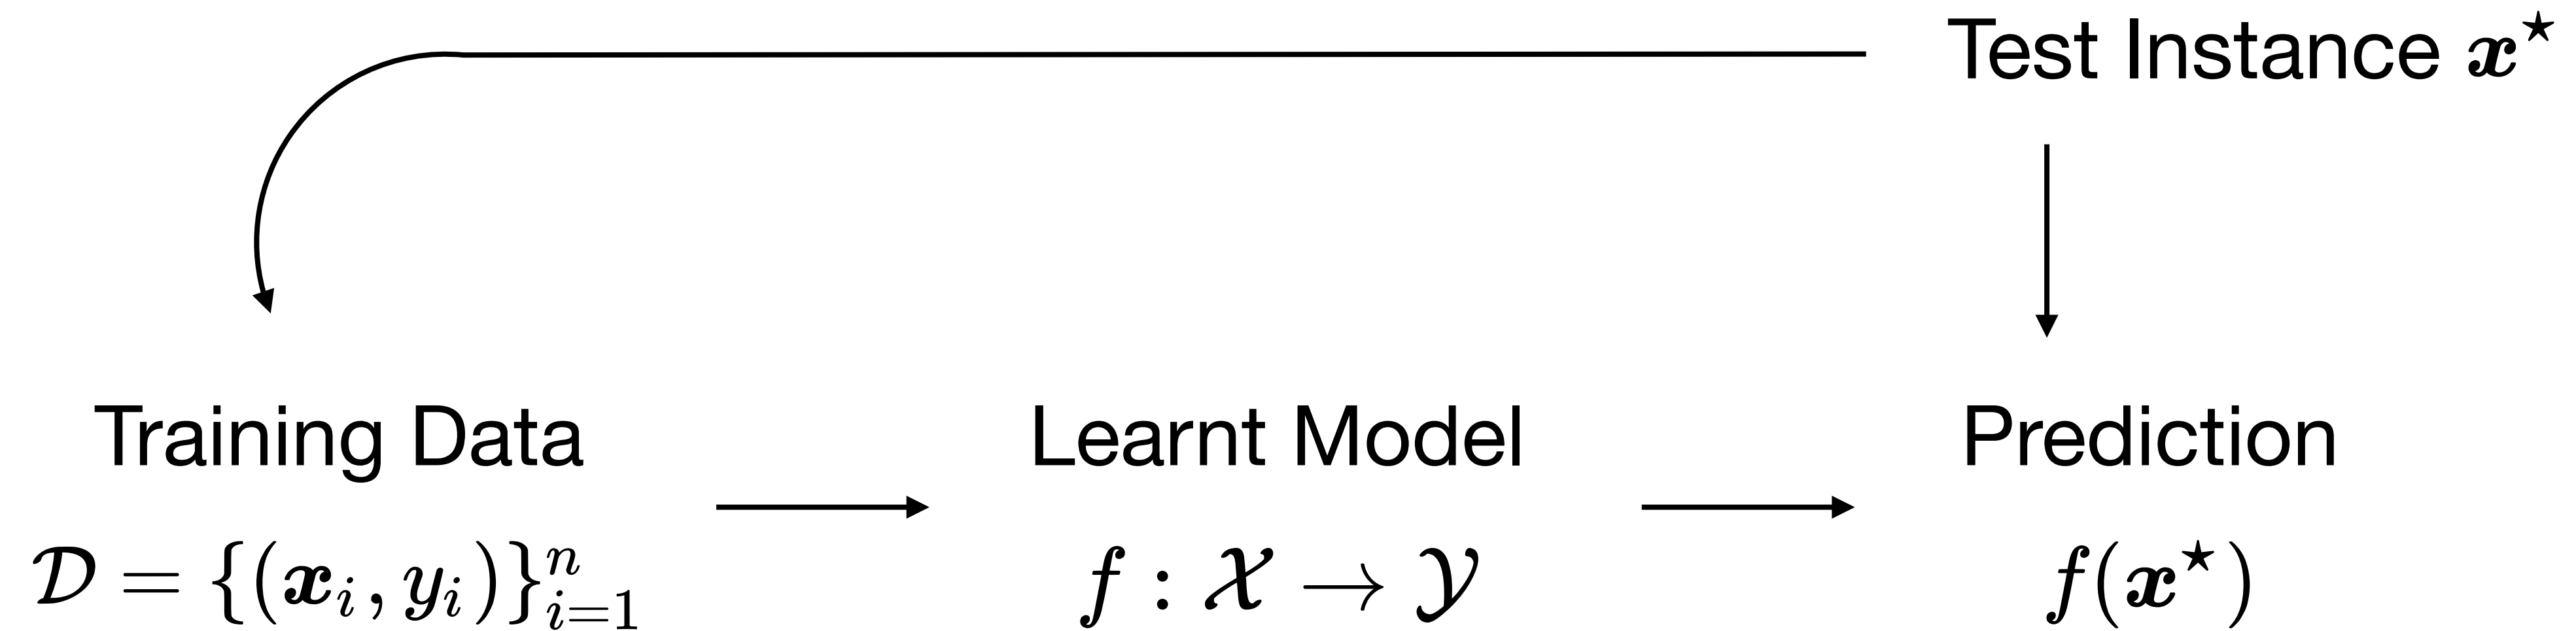 Test Instance 𝒙⋆
Training Data
Learnt Model
Prediction
𝒟 = {(𝒙ᵢ, yᵢ)}ⁿᵢ₌₁
f : 𝒳 → 𝒴
f(𝒙⋆)